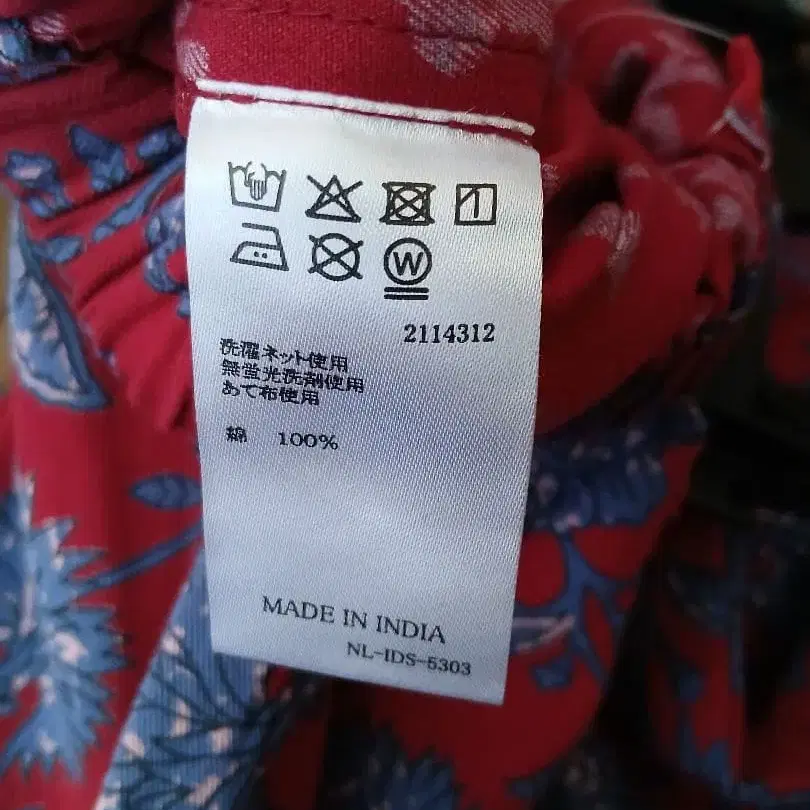 W
2114312
洗濯ネット使用
無蛍光洗剤使用
あて布使用
綿 100%
MADE IN INDIA
NL-IDS-5303